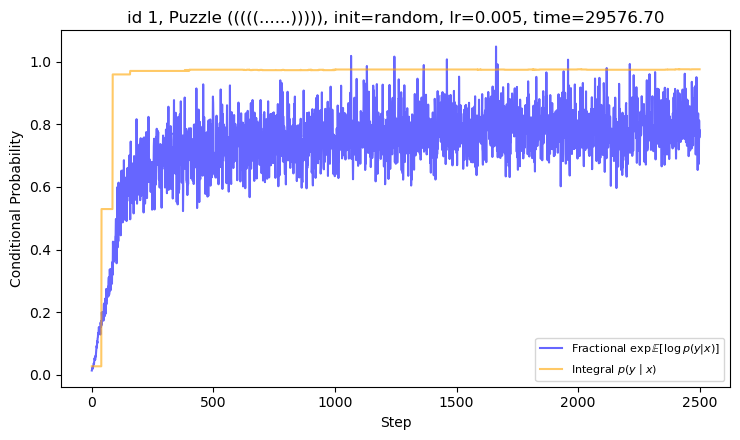 id 1, Puzzle (((((......))))), init=random, lr=0.005, time=29576.70
Conditional Probability
1.0
0.8
0.6
0.4
0.2
0.0
Fractional exp𝔼[log p(y|x)]
Integral p(y | x)
0 500 1000 1500 2000 2500
Step